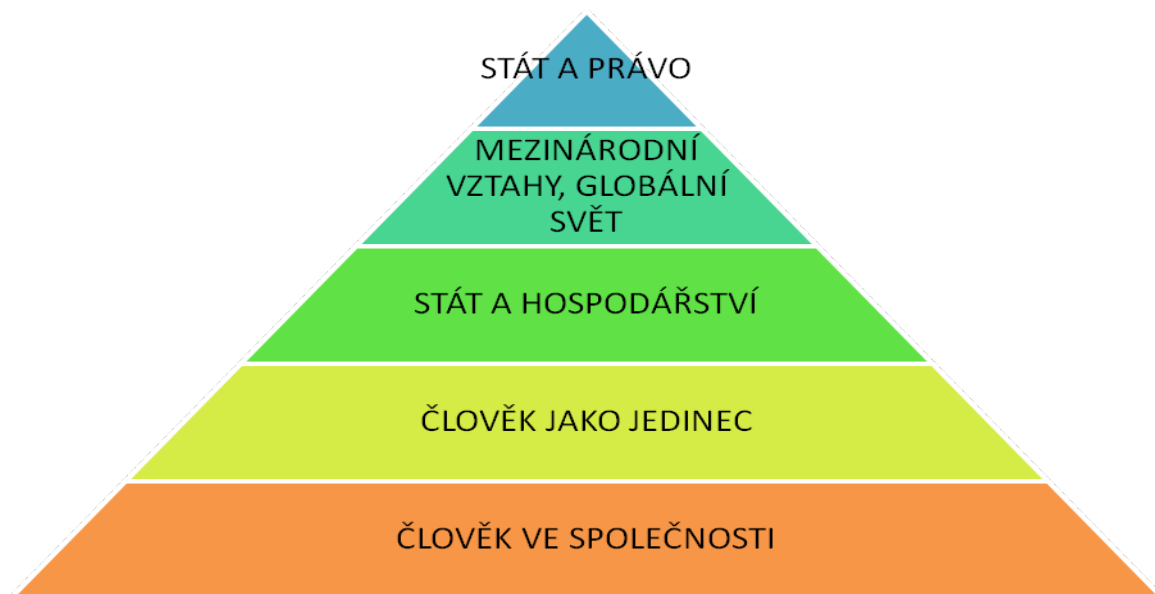 STÁT A PRÁVO
MEZINÁRODNÍ
VZTAHY, GLOBÁLNÍ
SVĚT
STÁT A HOSPODÁŘSTVÍ
ČLOVĚK JAKO JEDINEC
ČLOVĚK VE SPOLEČNOSTI